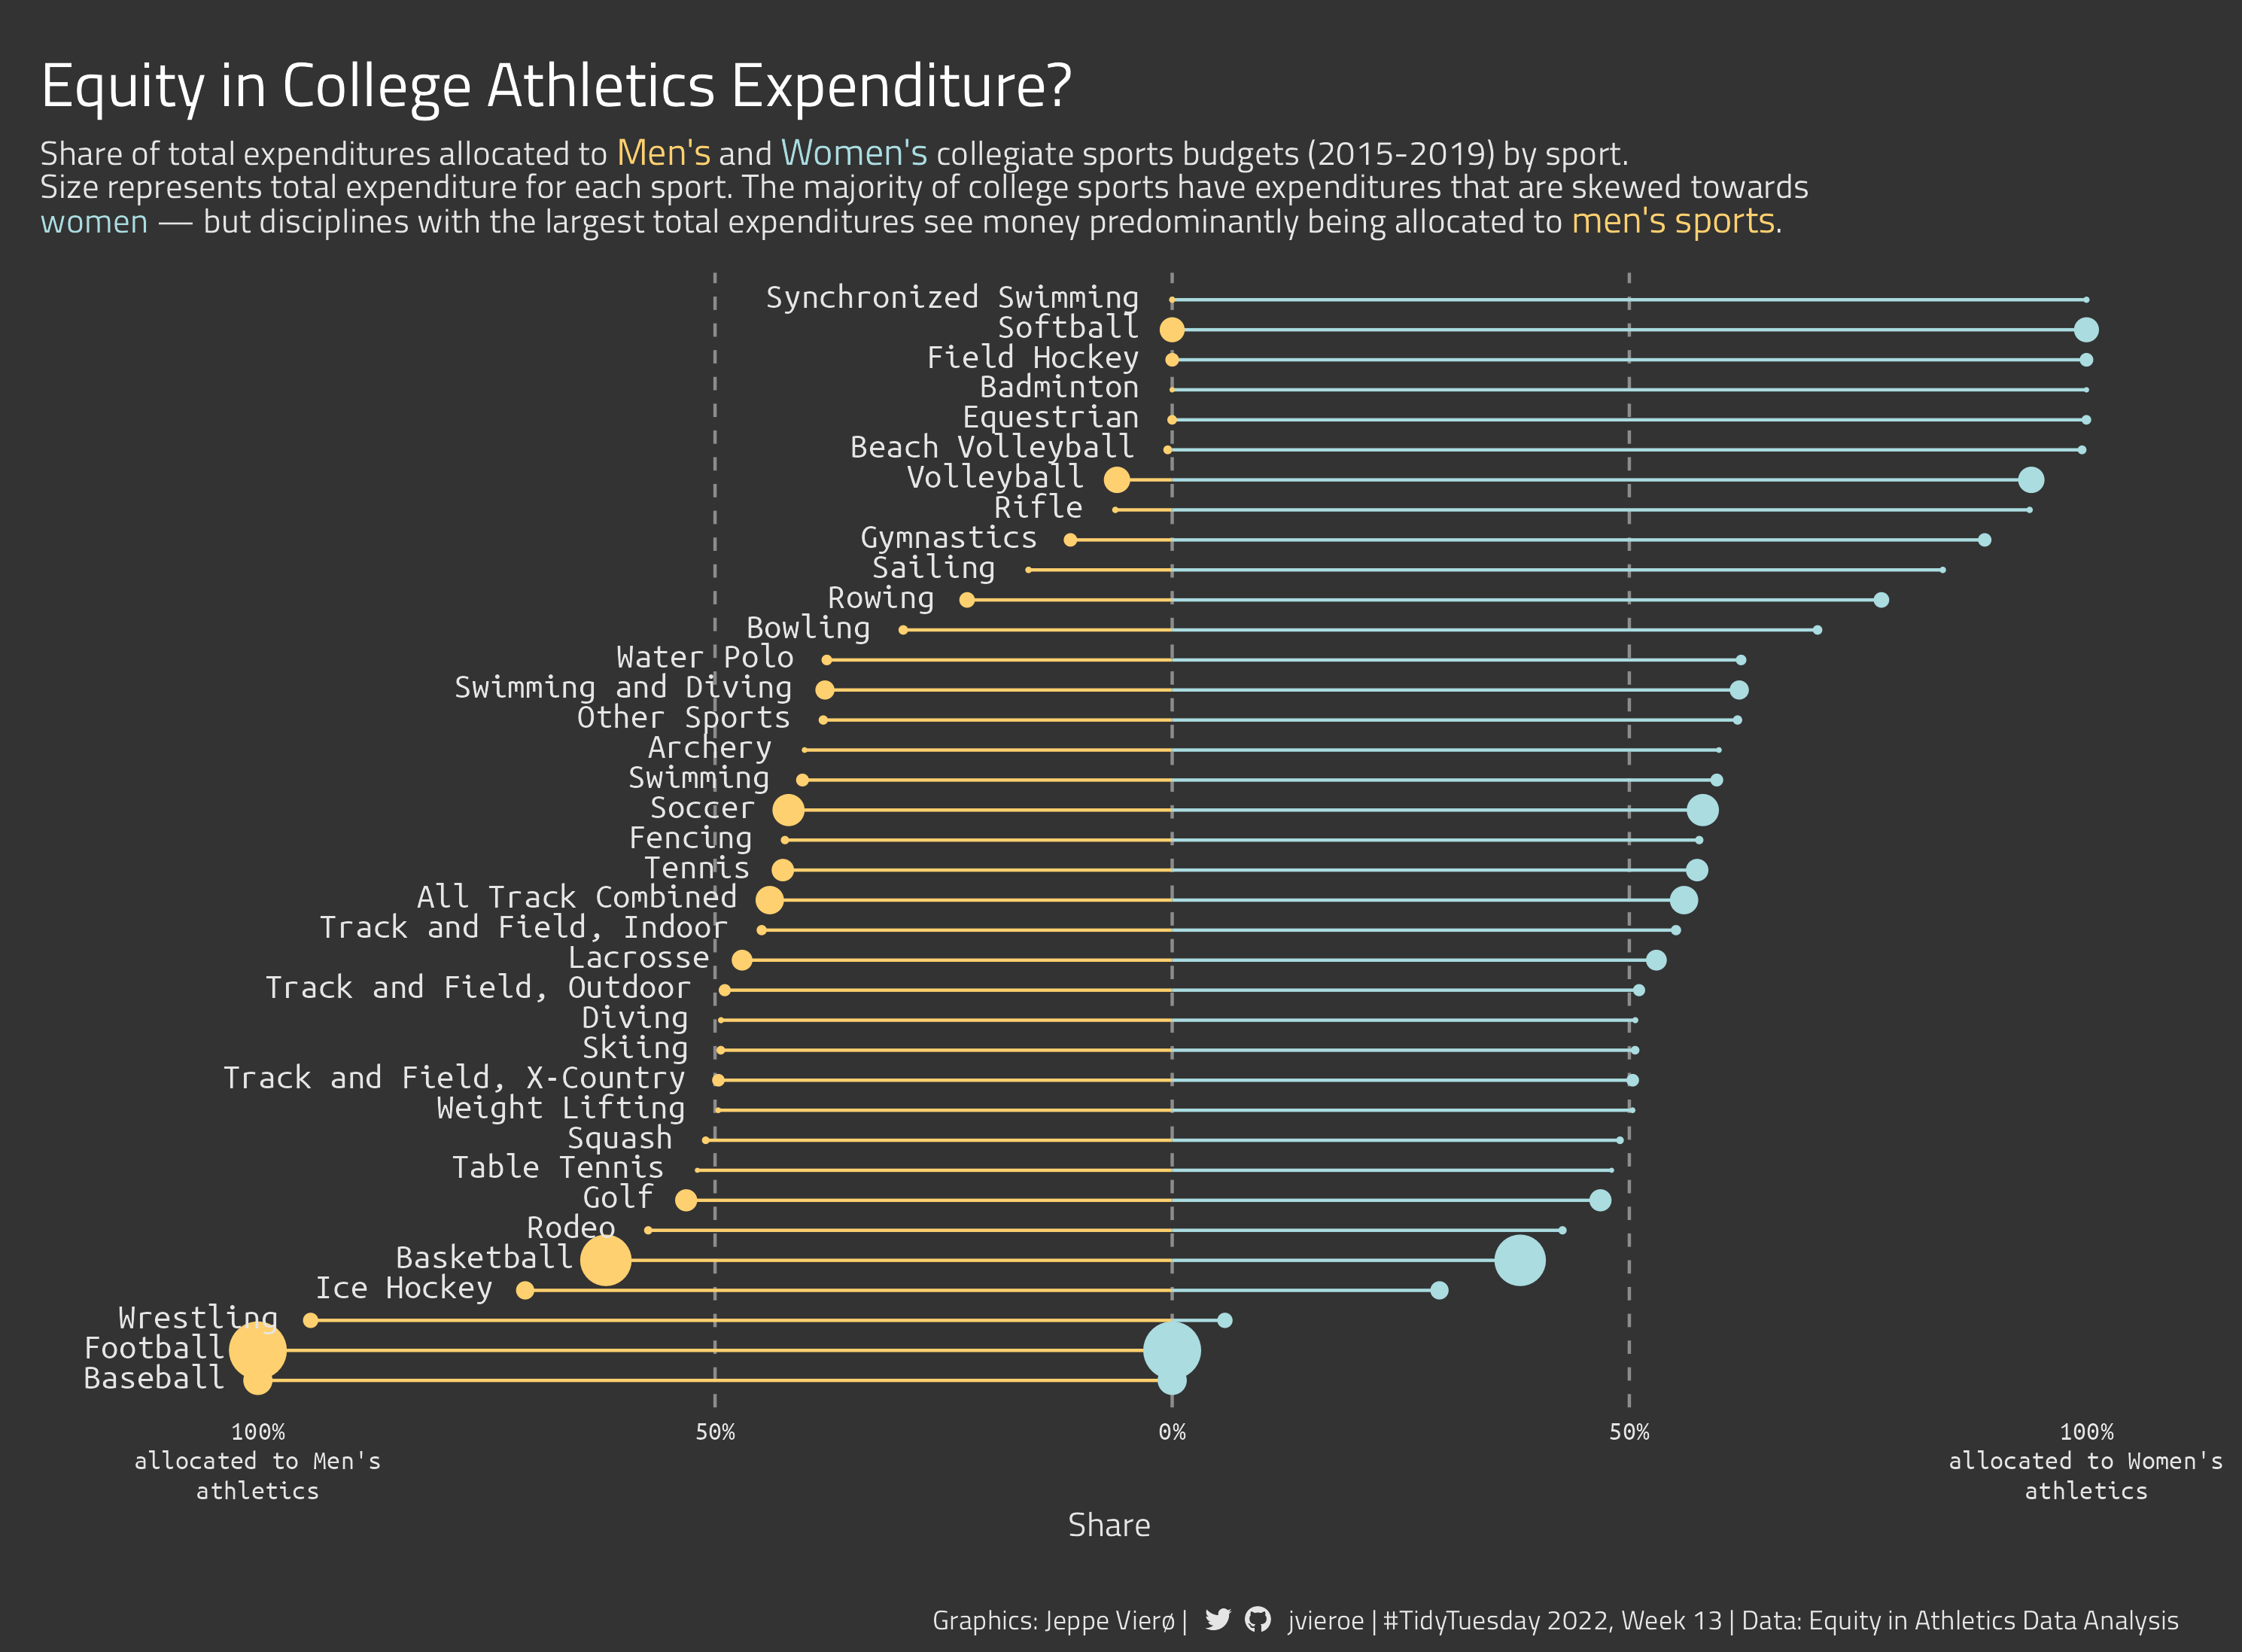 Equity in College Athletics Expenditure?
Share of total expenditures allocated to Men's and Women's collegiate sports budgets (2015-2019) by sport.
Size represents total expenditure for each sport. The majority of college sports have expenditures that are skewed towards
women — but disciplines with the largest total expenditures see money predominantly being allocated to men's sports.
Synchronized Swimming
Softball
Field Hockey
Badminton
Equestrian
Beach Volleyball
Volleyball
Rifle
Gymnastics
Sailing
Rowing
Bowling
Water Polo
Swimming and Diving
Other Sports
Archery
Swimming
Soccer
Fencing
Tennis
All Track Combined
Track and Field, Indoor
Lacrosse
Track and Field, Outdoor
Diving
Skiing
Track and Field, X-Country
Weight Lifting
Squash
Table Tennis
Golf
Rodeo
Basketball
Ice Hockey
Wrestling
Football
Baseball
100% 50% 0% 50% 100%
allocated to Men's allocated to Women's
athletics athletics
Share
Graphics: Jeppe Vierø | jvieroe | #TidyTuesday 2022, Week 13 | Data: Equity in Athletics Data Analysis